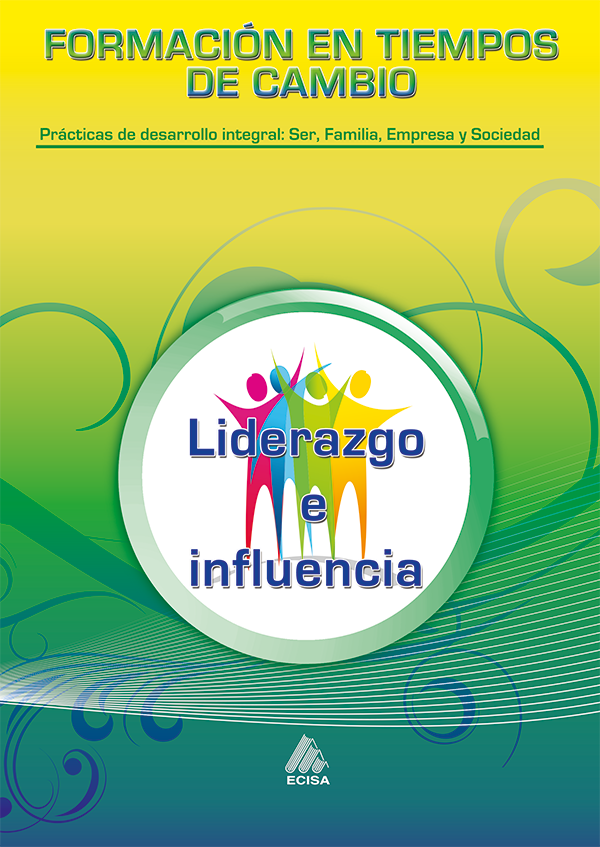 FORMACIÓN EN TIEMPOS
DE CAMBIO
Prácticas de desarrollo integral: Ser, Familia, Empresa y Sociedad
Liderazgo
e
influencia
ECISA